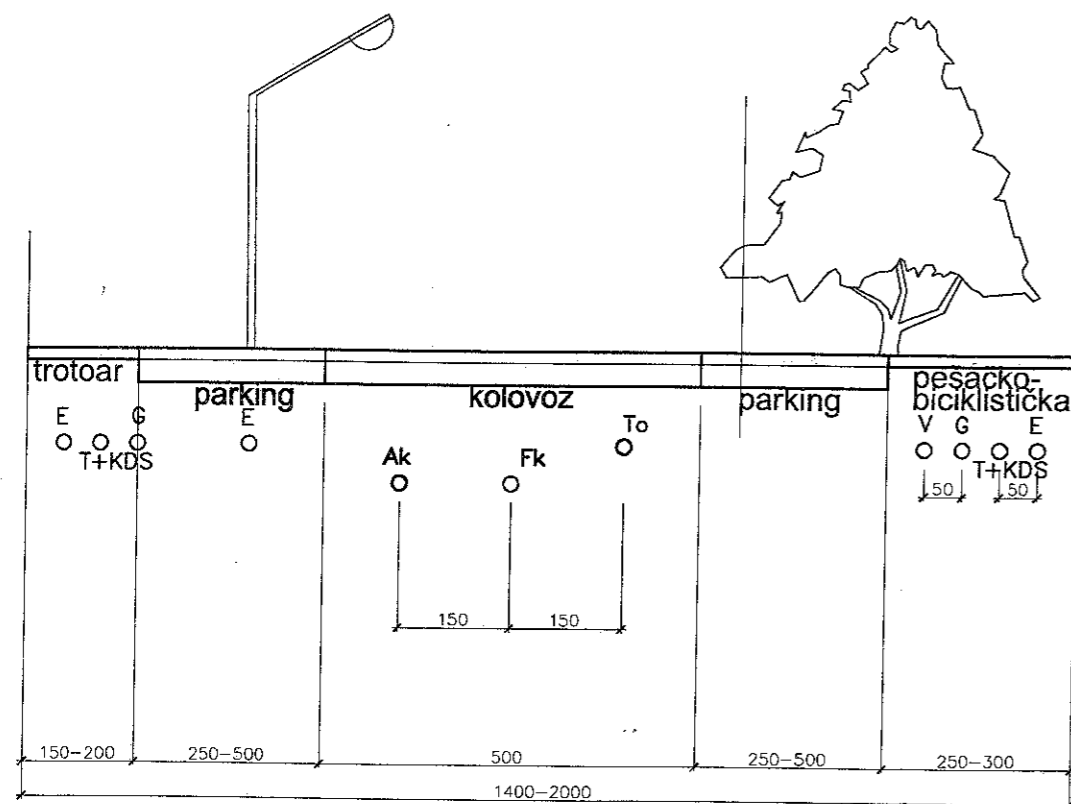 trotoar
parking
kolovoz
parking
pešačko-
biciklistička
E
G
T+KDS
E
Ak
Fk
To
V
G
E
T+KDS
50
50
150
150
150-200
250-500
500
250-500
250-300
1400-2000